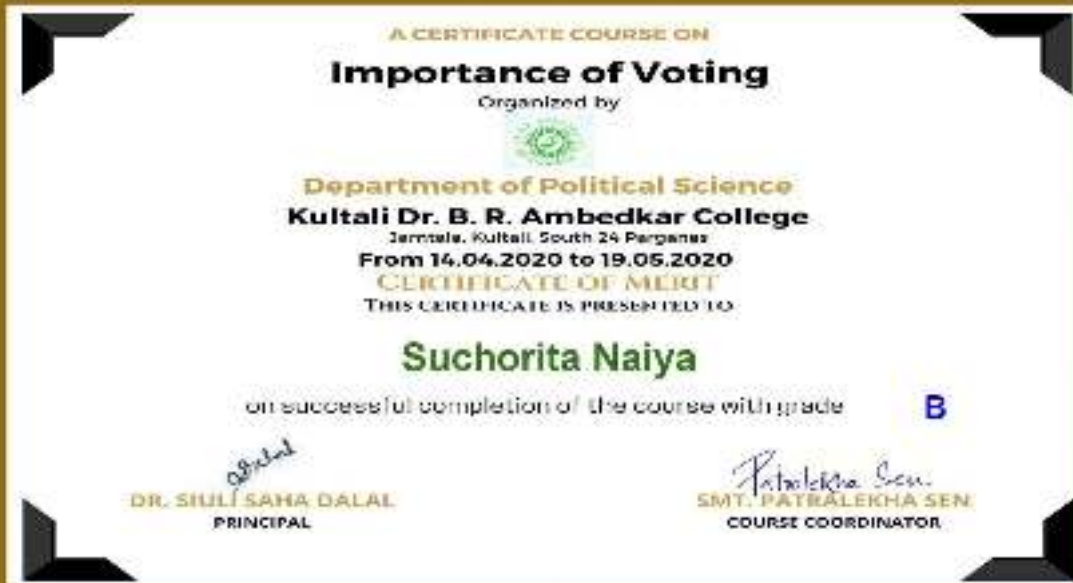 A CERTIFICATE COURSE ON
Importance of Voting
Organized by
Department of Political Science
Kultali Dr. B. R. Ambedkar College
Jamtala, Kultali, South 24 Parganas
From 14.04.2020 to 19.05.2020
CERTIFICATE OF MERIT
THIS CERTIFICATE IS PRESENTED TO
Suchorita Naiya
on successful completion of the course with grade B
Patralekha Sen.
DR. SIULI SAHA DALAL
SMT. PATRALEKHA SEN
PRINCIPAL
COURSE COORDINATOR